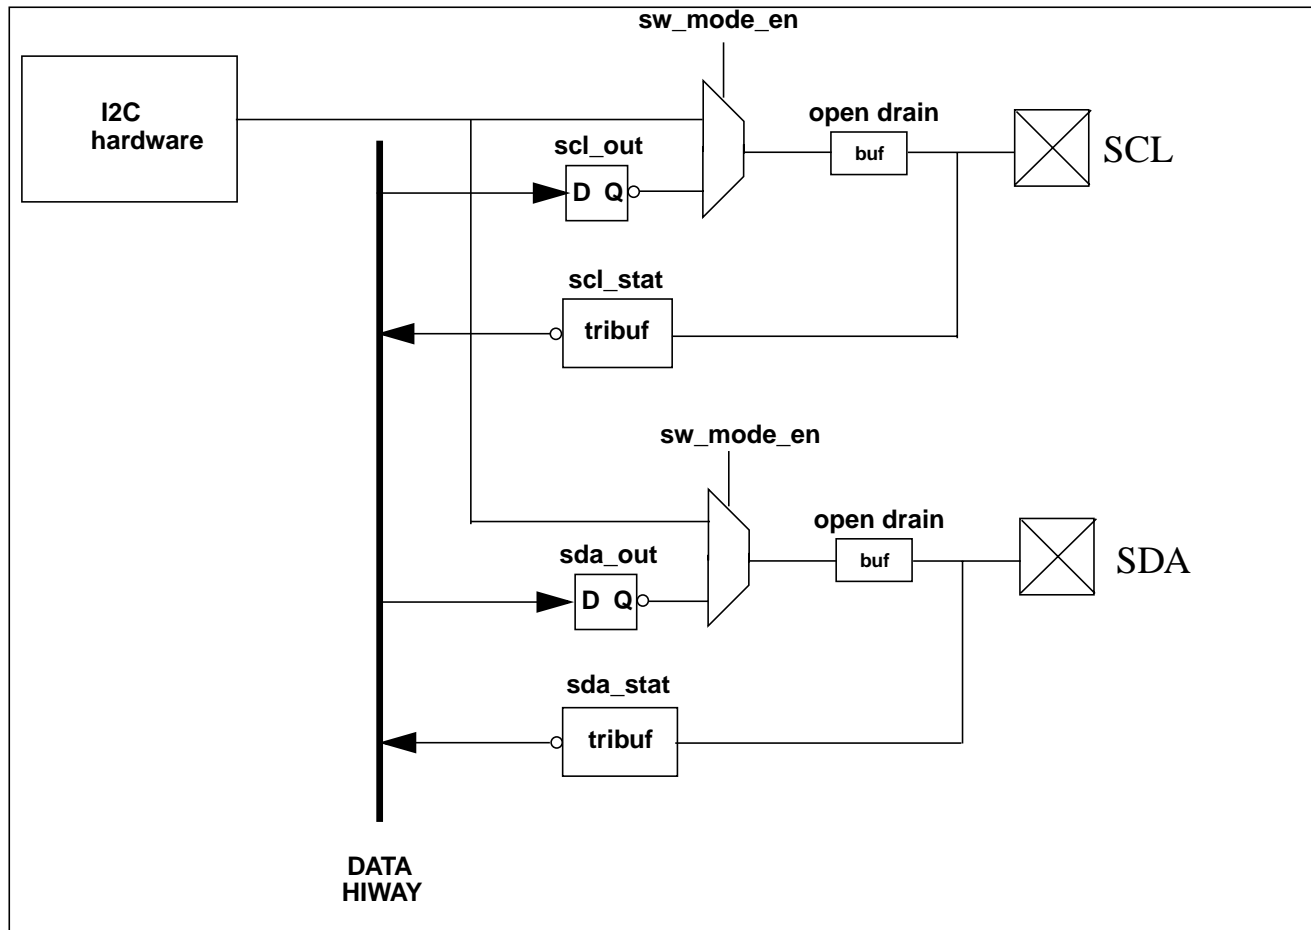 sw_mode_en
I2C
hardware
open drain
scl_out
buf
SCL
D Q
scl_stat
tribuf
sw_mode_en
open drain
sda_out
buf
SDA
D Q
sda_stat
tribuf
DATA
HIWAY